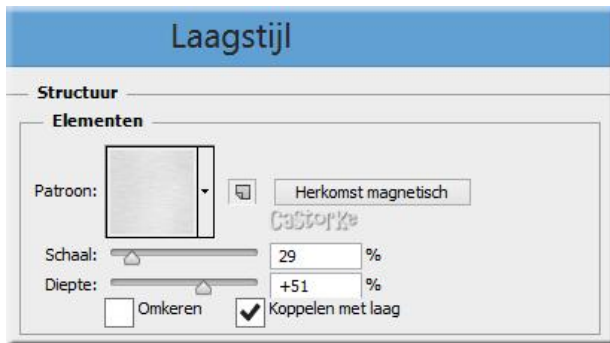 Laagstijl
Structuur
Elementen
Patroon:
Herkomst magnetisch
CaStorKe
Schaal: 29 %
Diepte: +51 %
Omkeren Koppelen met laag